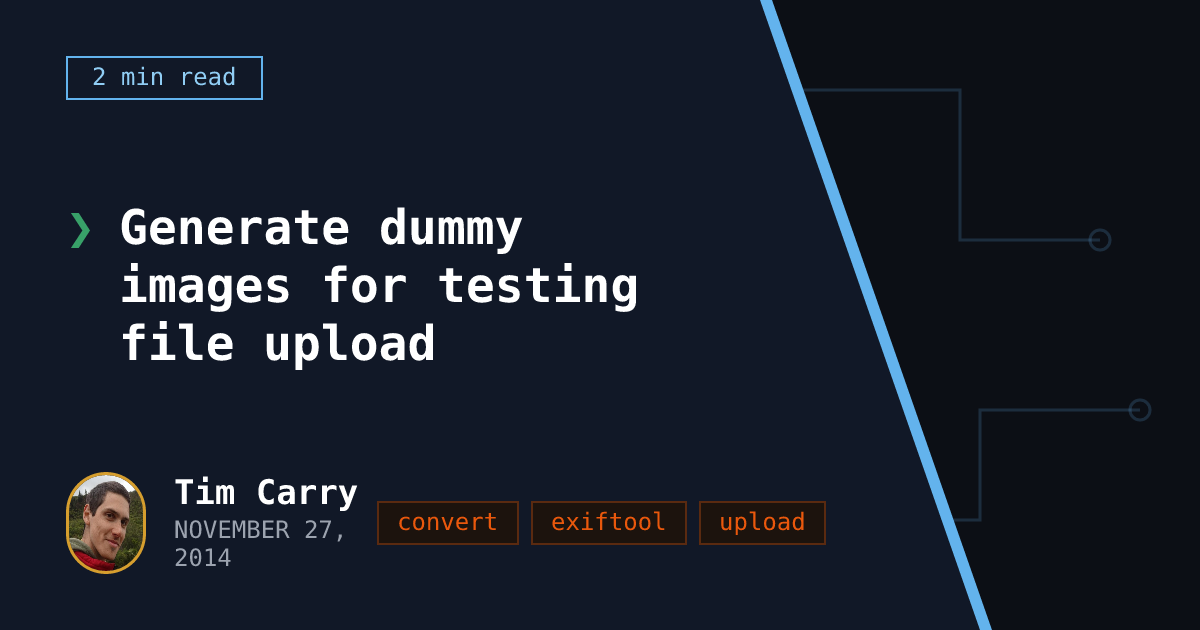 2 min read
❯ Generate dummy
images for testing
file upload
Tim Carry
NOVEMBER 27,
2014
convert exiftool upload